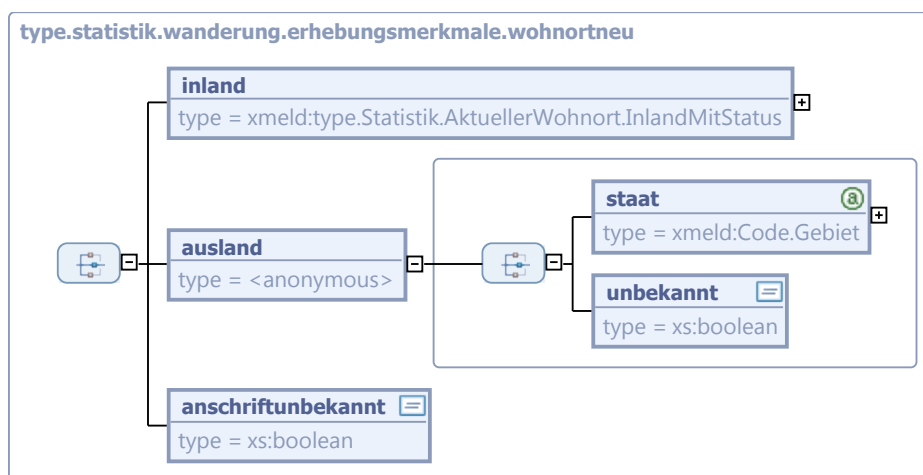 type.statistik.wanderung.erhebungsmerkmale.wohnortneu
inland
type = xmeld:type.Statistik.AktuellerWohnort.InlandMitStatus
staat
type = xmeld:Code.Gebiet
ausland
type = <anonymous>
unbekannt
type = xs:boolean
anschriftunbekannt
type = xs:boolean